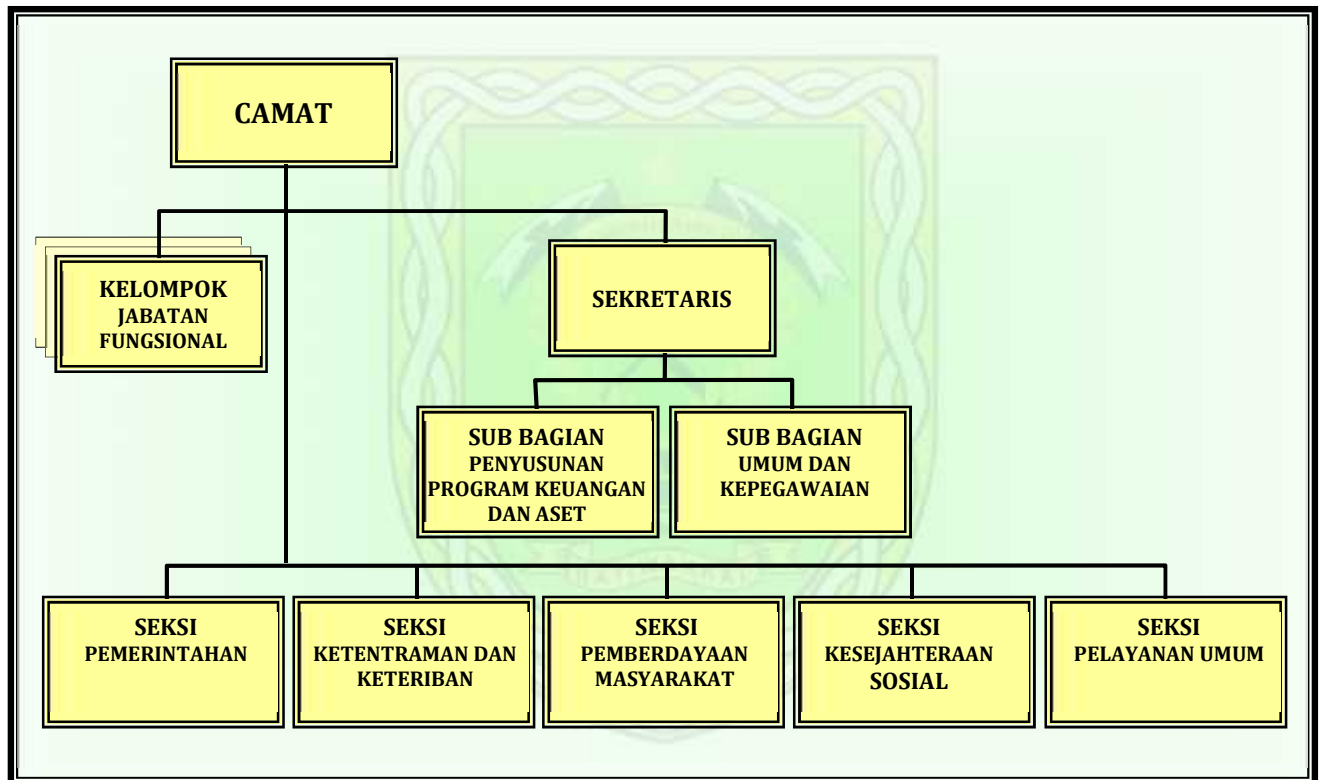 CAMAT
KELOMPOK
JABATAN
FUNGSIONAL
SEKRETARIS
SUB BAGIAN
PENYUSUNAN
PROGRAM KEUANGAN
DAN ASET
SUB BAGIAN
UMUM DAN
KEPEGAWAIAN
SEKSI
PEMERINTAHAN
SEKSI
KETENTRAMAN DAN
KETERIBAN
SEKSI
PEMBERDAYAAN
MASYARAKAT
SEKSI
KESEJAHTERAAN
SOSIAL
SEKSI
PELAYANAN UMUM